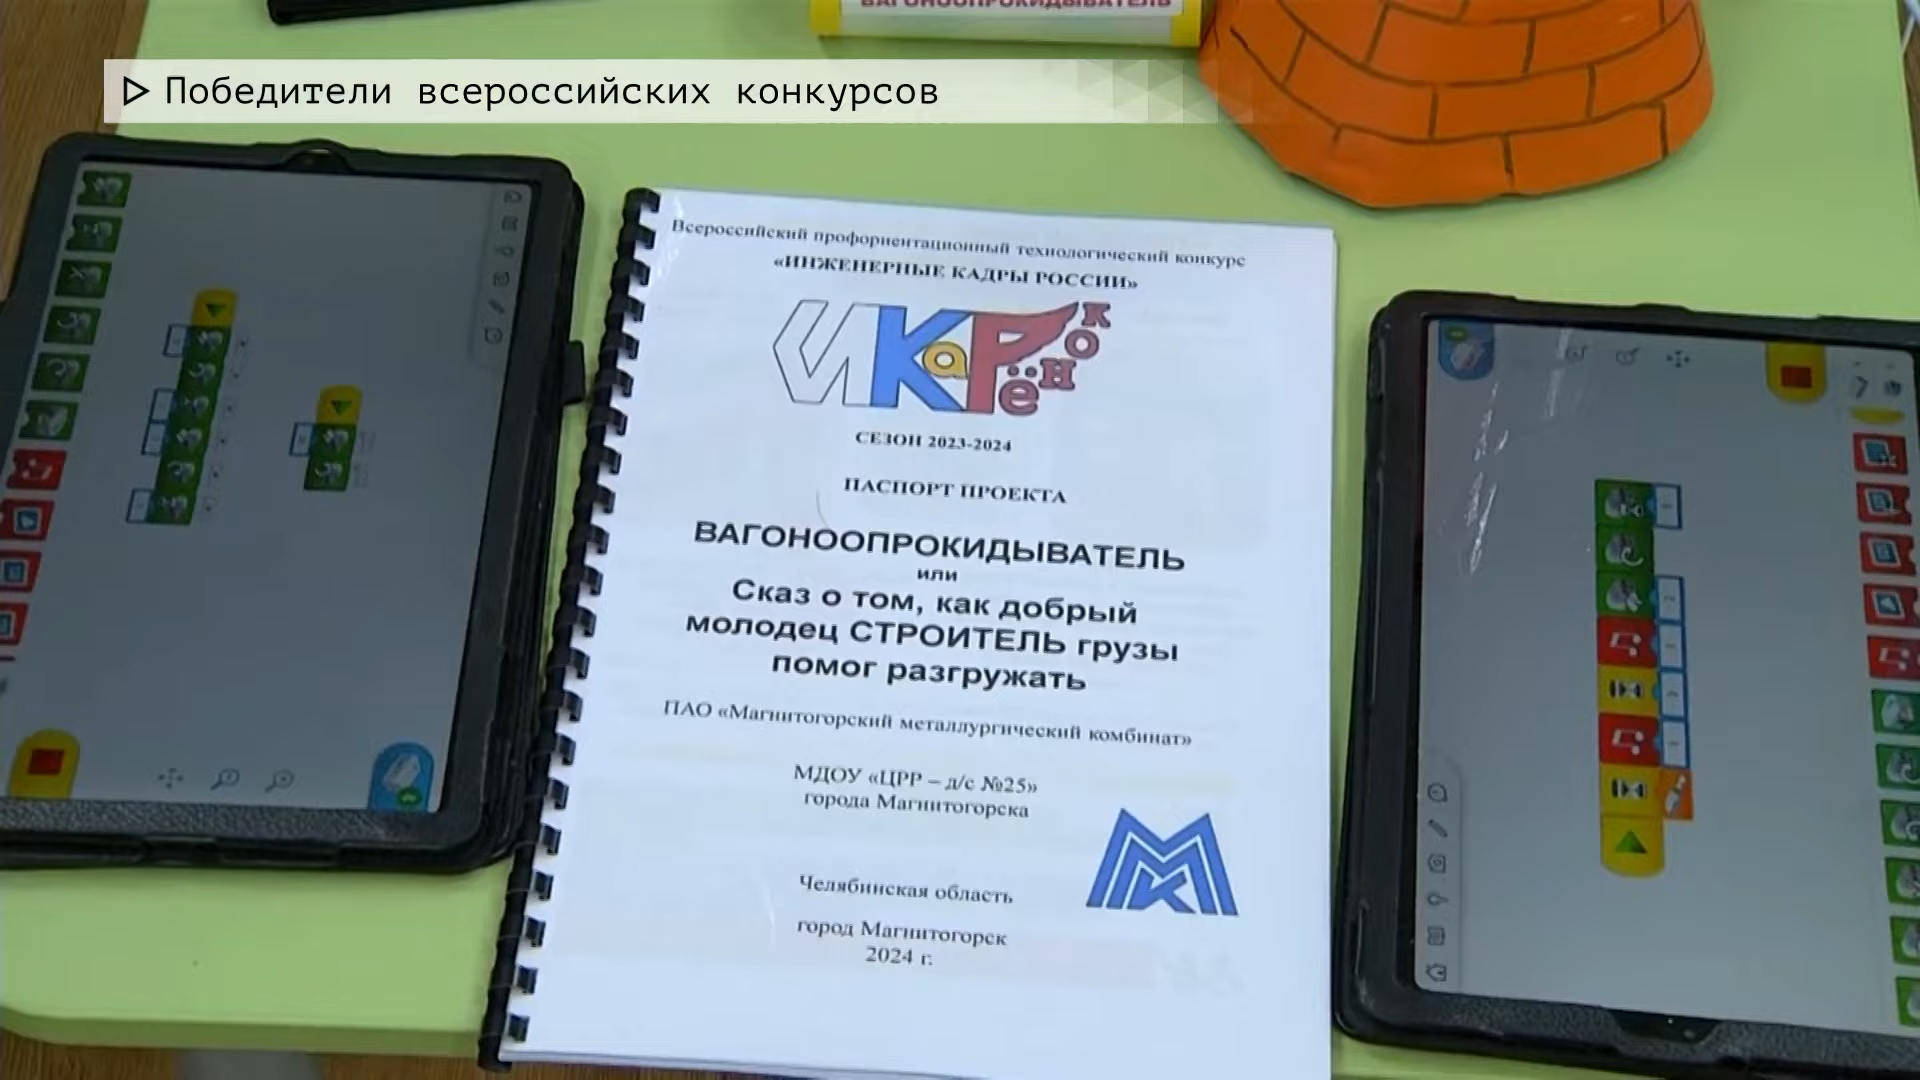 ВАГОНООПРОКИДЫВАТЕЛЬ
Победители всероссийских конкурсов
Всероссийский профориентационный технологический конкурс
«ИНЖЕНЕРНЫЕ КАДРЫ РОССИИ»
ИКаРёнок
СЕЗОН 2023-2024
ПАСПОРТ ПРОЕКТА
ВАГОНООПРОКИДЫВАТЕЛЬ
или
Сказ о том, как добрый
молодец СТРОИТЕЛЬ грузы
помог разгружать
ПАО «Магнитогорский металлургический комбинат»
МДОУ «ЦРР – д/с №25»
города Магнитогорска
ММК
Челябинская область
город Магнитогорск
2024 г.